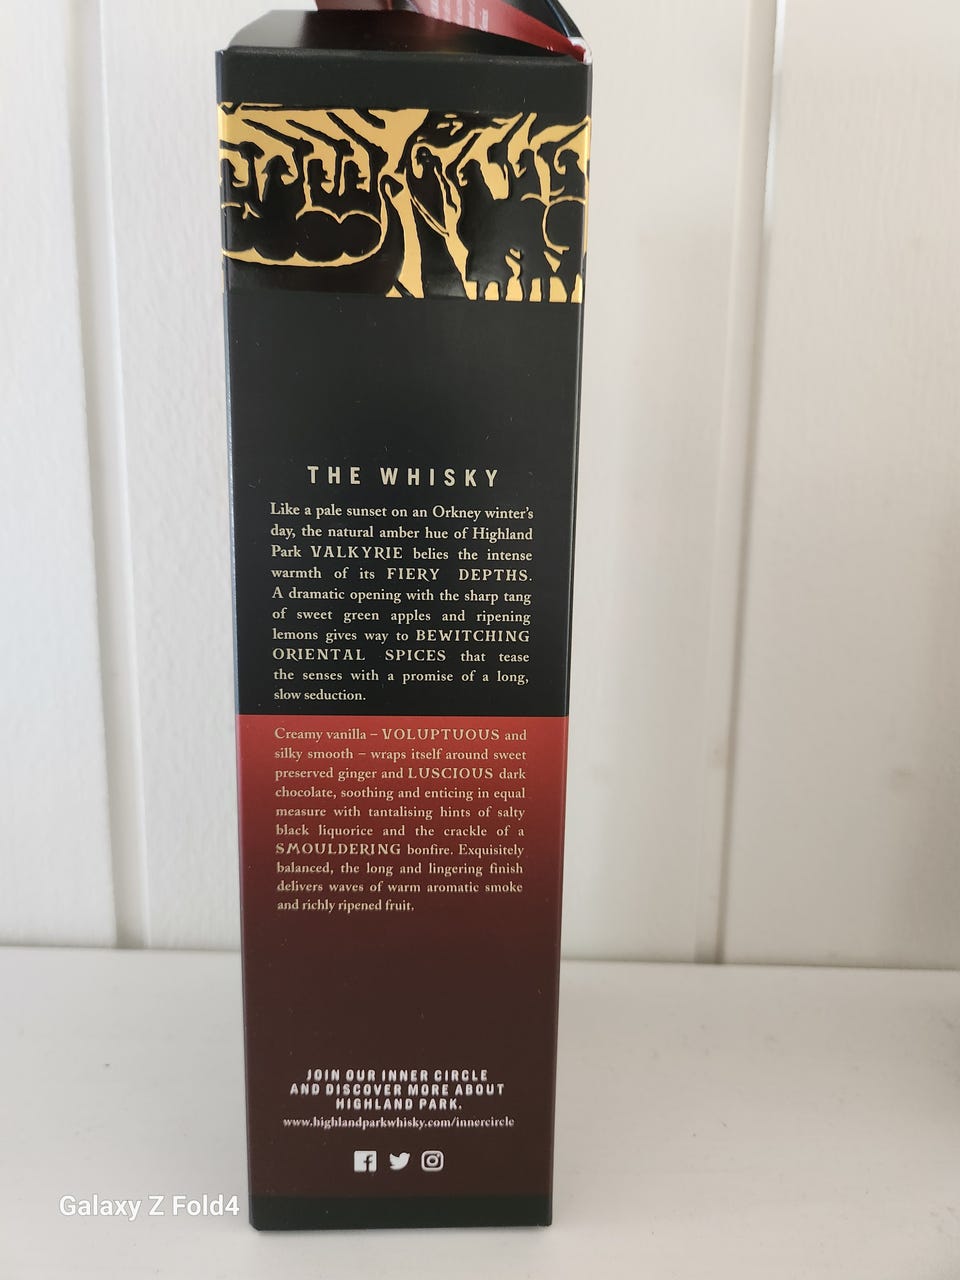 THE WHISKY
Like a pale sunset on an Orkney winter's
day, the natural amber hue of Highland
Park VALKYRIE belies the intense
warmth of its FIERY DEPTHS.
A dramatic opening with the sharp tang
of sweet green apples and ripening
lemons gives way to BEWITCHING
ORIENTAL SPICES that tease
the senses with a promise of a long,
slow seduction.
Creamy vanilla – VOLUPTUOUS and
silky smooth – wraps itself around sweet
preserved ginger and LUSCIOUS dark
chocolate, soothing and enticing in equal
measure with tantalising hints of salty
black liquorice and the crackle of a
SMOULDERING bonfire. Exquisitely
balanced, the long and lingering finish
delivers waves of warm aromatic smoke
and richly ripened fruit.
JOIN OUR INNER CIRCLE
AND DISCOVER MORE ABOUT
HIGHLAND PARK.
www.highlandparkwhisky.com/innercircle
Galaxy Z Fold4